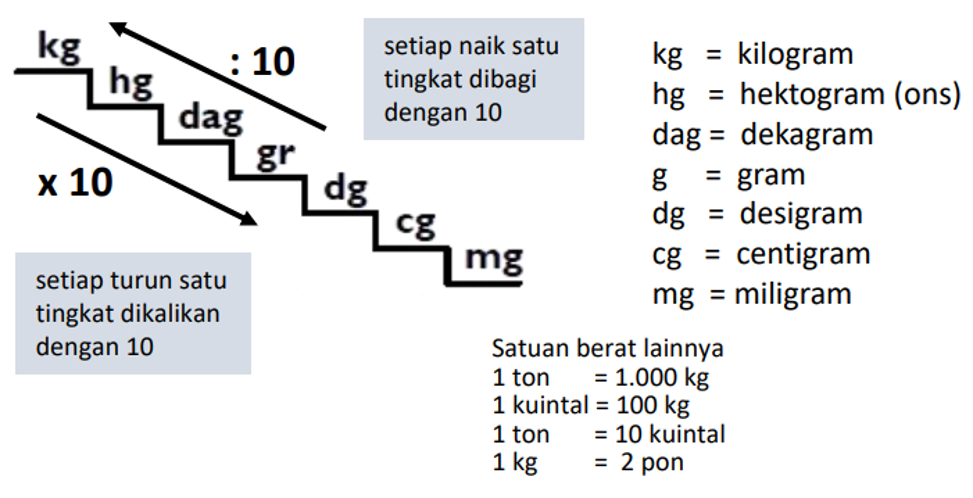 kg
hg
dag
gr
dg
cg
mg
: 10
x 10
setiap naik satu
tingkat dibagi
dengan 10
setiap turun satu
tingkat dikalikan
dengan 10
kg = kilogram
hg = hektogram (ons)
dag = dekagram
g = gram
dg = desigram
cg = centigram
mg = miligram
Satuan berat lainnya
1 ton = 1.000 kg
1 kuintal = 100 kg
1 ton = 10 kuintal
1 kg = 2 pon